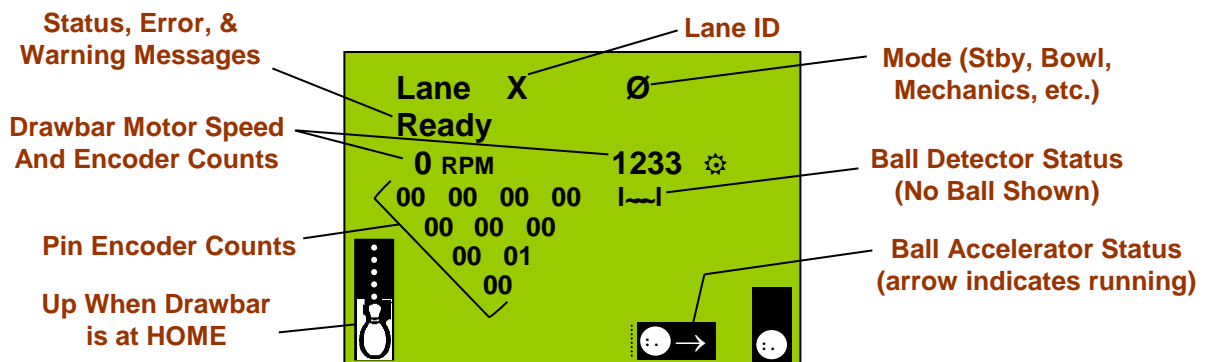 Status, Error, &
Warning Messages
Lane ID
Mode (Stby, Bowl,
Mechanics, etc.)
Drawbar Motor Speed
And Encoder Counts
Ball Detector Status
(No Ball Shown)
Pin Encoder Counts
Ball Accelerator Status
(arrow indicates running)
Up When Drawbar
is at HOME
Lane X Ø
Ready
0 RPM 1233
00 00 00 00
00 00 00
00 01
00